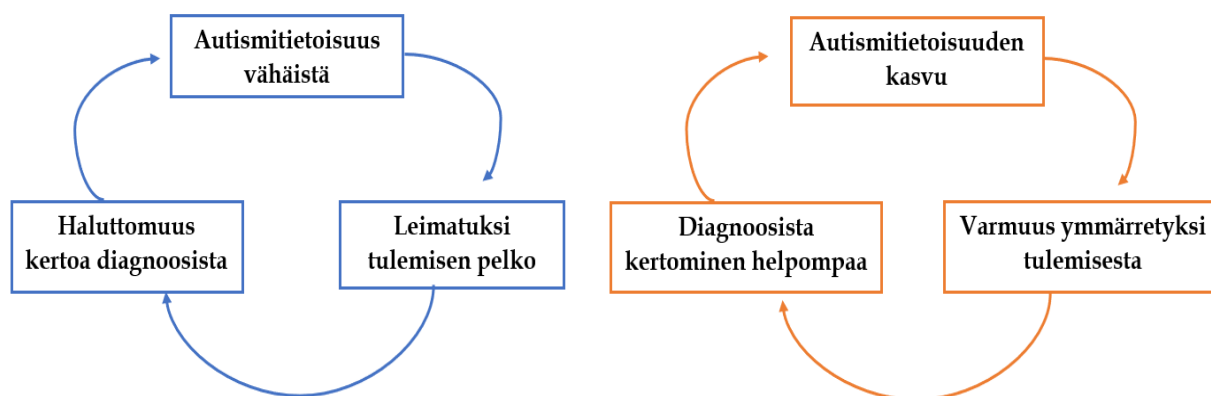 Autismitietoisuus
vähäistä
Leimatuksi
tulemisen pelko
Haluttomuus
kertoa diagnoosista
Autismitietoisuuden
kasvu
Varmuus ymmärretyksi
tulemisesta
Diagnoosista
kertominen helpompaa